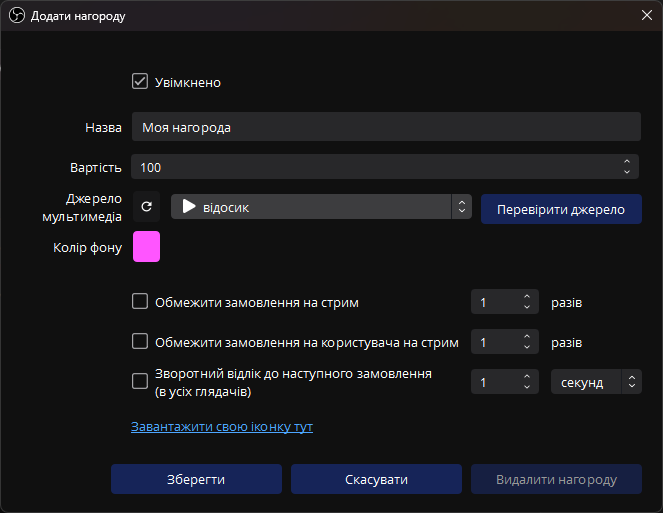 Додати нагороду
Увімкнено
Назва
Моя нагорода
Вартість
100
Джерело
мультимедіа
відосик
Перевірити джерело
Колір фону
Обмежити замовлення на стрим
1
разів
Обмежити замовлення на користувача на стрим
1
разів
Зворотний відлік до наступного замовлення
(в усіх глядачів)
1
секунд
Завантажити свою іконку тут
Зберегти
Скасувати
Видалити нагороду